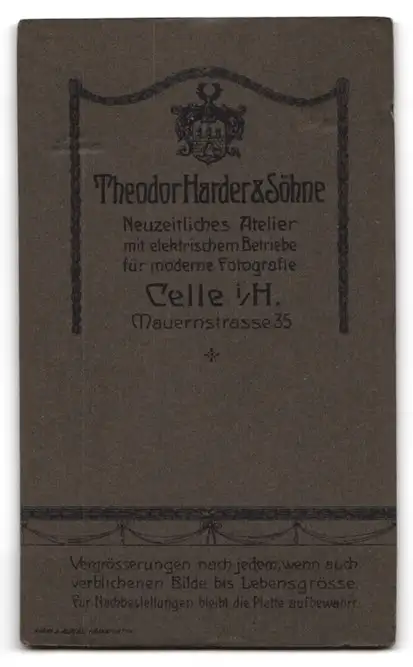 Theodor Harder & Söhne
Neuzeitliches Atelier
mit elektrischem Betriebe
für moderne Fotografie
Celle i/H.
Mauernstrasse 35
Vergrösserungen nach jedem, wenn auch
verblichenen Bilde bis Lebensgrösse.
Für Nachbestellungen bleibt die Platte aufbewahrt.